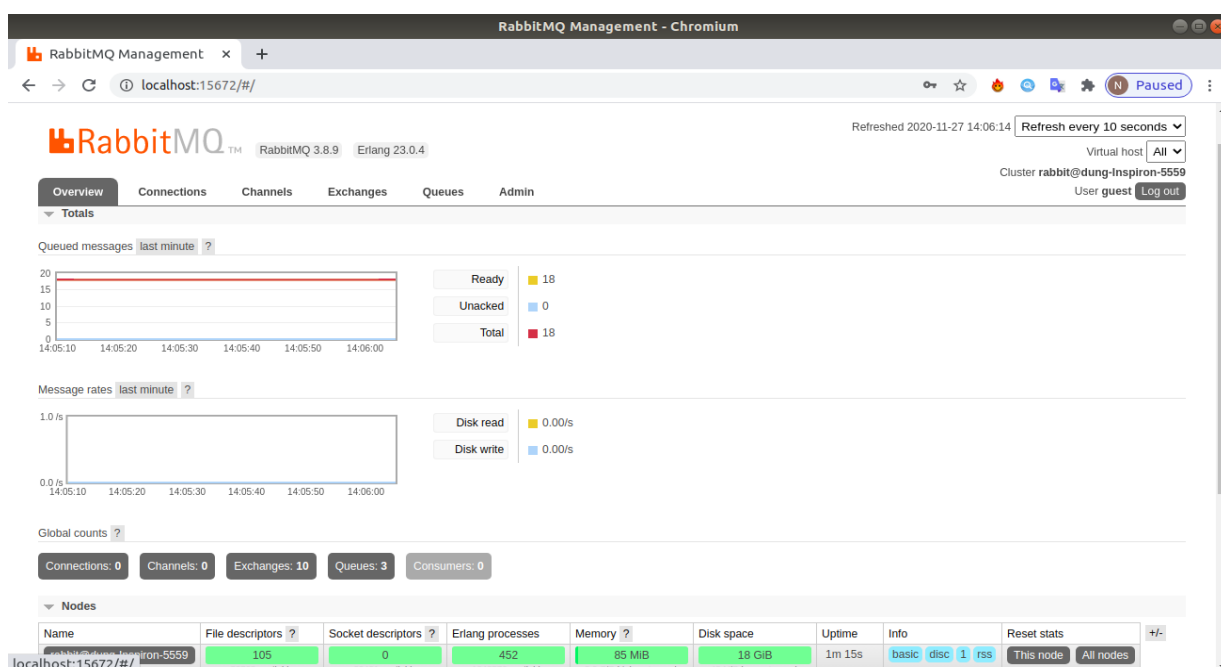 RabbitMQ Management - Chromium
RabbitMQ Management × +
localhost:15672/#/ N Paused
RabbitMQ TM RabbitMQ 3.8.9 Erlang 23.0.4
Refreshed 2020-11-27 14:06:14 Refresh every 10 seconds
Virtual host All
Cluster rabbit@dung-Inspiron-5559
User guest Log out
Overview Connections Channels Exchanges Queues Admin
Totals
Queued messages last minute ?
20
15
10
5
0
14:05:10 14:05:20 14:05:30 14:05:40 14:05:50 14:06:00
Ready 18
Unacked 0
Total 18
Message rates last minute ?
1.0 /s
0.0 /s
14:05:10 14:05:20 14:05:30 14:05:40 14:05:50 14:06:00
Disk read 0.00/s
Disk write 0.00/s
Global counts ?
Connections: 0 Channels: 0 Exchanges: 10 Queues: 3 Consumers: 0
Nodes
Name File descriptors ? Socket descriptors ? Erlang processes Memory ? Disk space Uptime Info Reset stats +/-
rabbit@dung-Inspiron-5559 105 0 452 85 MiB 18 GiB 1m 15s basic disc 1 rss This node All nodes
localhost:15672/#/